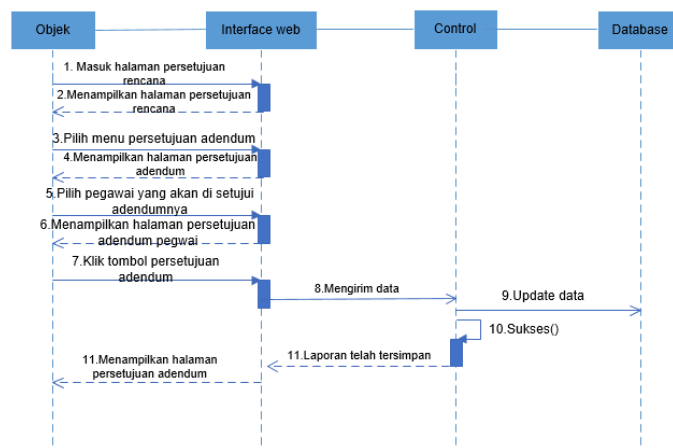 Objek
Interface web
Control
Database
1. Masuk halaman persetujuan
rencana
2.Menampilkan halaman persetujuan
rencana
3.Pilih menu persetujuan adendum
4.Menampilkan halaman persetujuan
adendum
5.Pilih pegawai yang akan di setujui
adendumnya
6.Menampilkan halaman persetujuan
adendum pegwai
7.Klik tombol persetujuan
adendum
8.Mengirim data
9.Update data
10.Sukses()
11.Laporan telah tersimpan
11.Menampilkan halaman
persetujuan adendum